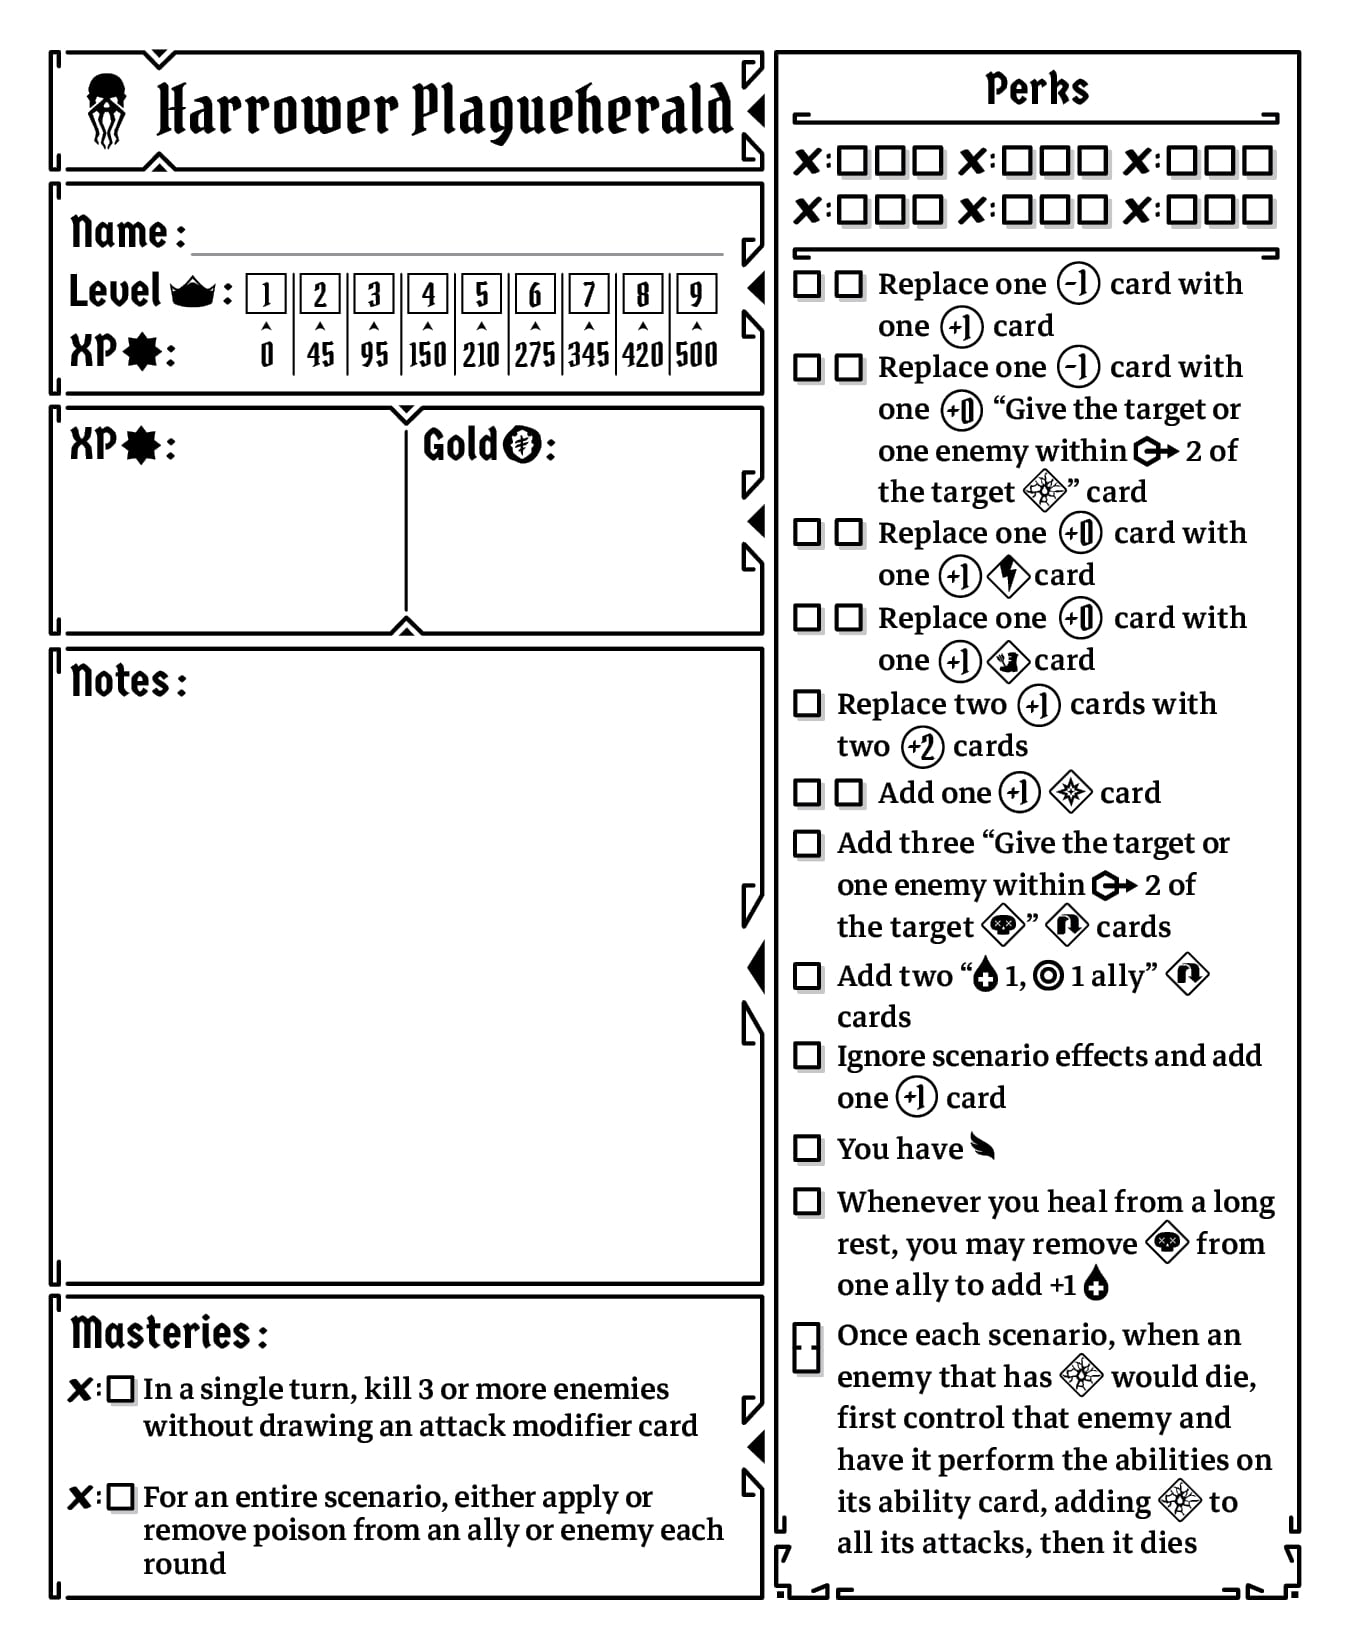 Harrower Plagueherald
Name:
Level : 1 2 3 4 5 6 7 8 9
XP : 0 45 95 150 210 275 345 420 500
XP :
Gold :
Notes:
Masteries:
In a single turn, kill 3 or more enemies
without drawing an attack modifier card
For an entire scenario, either apply or
remove poison from an ally or enemy each
round
Perks
Replace one -1 card with
one +1 card
Replace one -1 card with
one +0 “Give the target or
one enemy within 2 of
the target ” card
Replace one +0 card with
one +1 card
Replace one +0 card with
one +1 card
Replace two +1 cards with
two +2 cards
Add one +1 card
Add three “Give the target or
one enemy within 2 of
the target ” cards
Add two “ 1, 1 ally”
cards
Ignore scenario effects and add
one +1 card
You have
Whenever you heal from a long
rest, you may remove from
one ally to add +1
Once each scenario, when an
enemy that has would die,
first control that enemy and
have it perform the abilities on
its ability card, adding to
all its attacks, then it dies